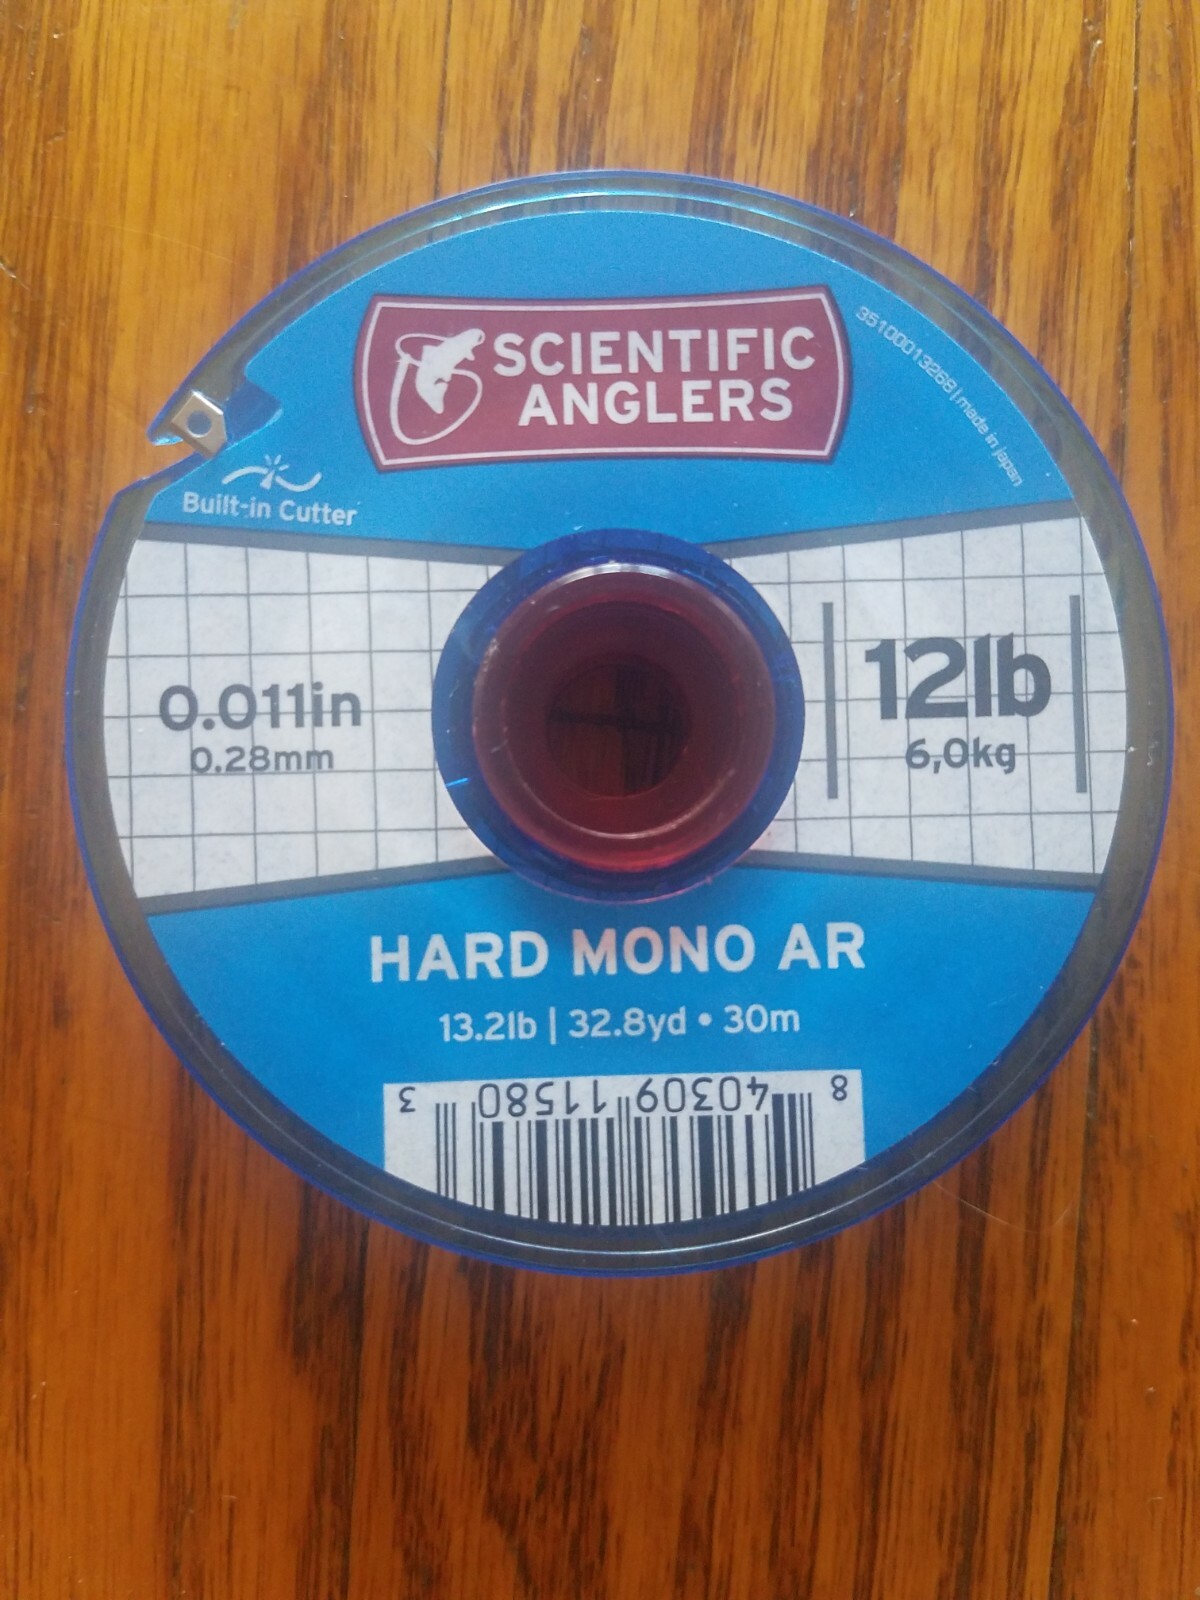 SCIENTIFIC
ANGLERS
35100013268 | made in japan
Built-in Cutter
0.011in
0.28mm
12lb
6,0kg
HARD MONO AR
13.2lb | 32.8yd • 30m
8 40309 11580 3